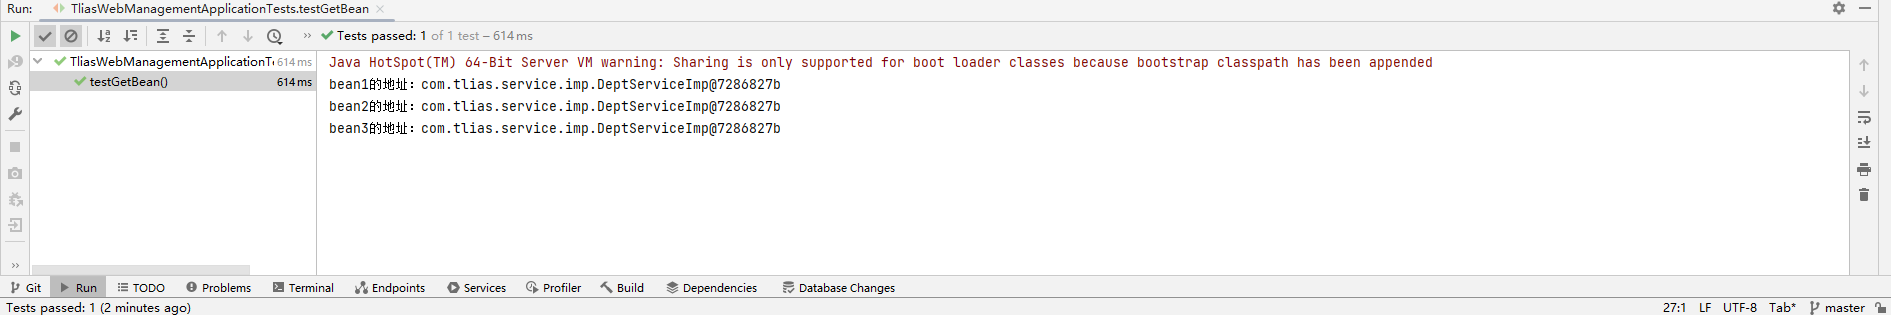 Run: TliasWebManagementApplicationTests.testGetBean
Tests passed: 1 of 1 test – 614 ms
TliasWebManagementApplicationTe 614 ms
testGetBean() 614 ms
Java HotSpot(TM) 64-Bit Server VM warning: Sharing is only supported for boot loader classes because bootstrap classpath has been appended
bean1的地址：com.tlias.service.imp.DeptServiceImp@7286827b
bean2的地址：com.tlias.service.imp.DeptServiceImp@7286827b
bean3的地址：com.tlias.service.imp.DeptServiceImp@7286827b
Git Run TODO Problems Terminal Endpoints Services Profiler Build Dependencies Database Changes
Tests passed: 1 (2 minutes ago) 27:1 LF UTF-8 Tab* master